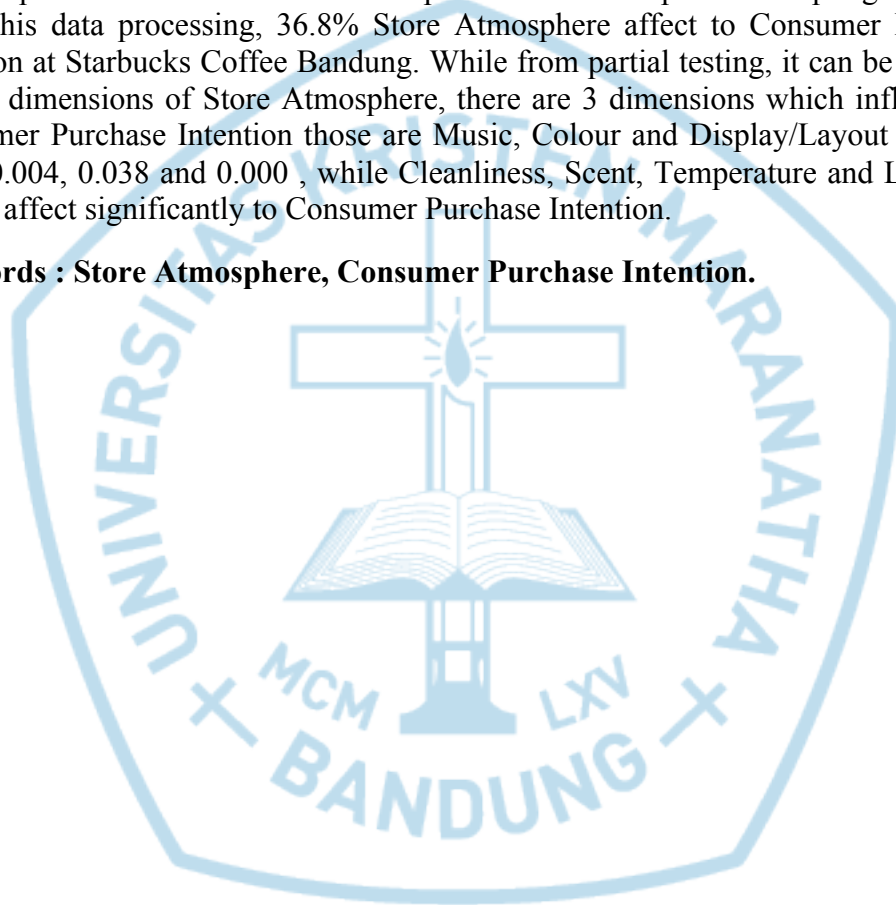 his data processing, 36.8% Store Atmosphere affect to Consumer
on at Starbucks Coffee Bandung. While from partial testing, it can be
dimensions of Store Atmosphere, there are 3 dimensions which infl
mer Purchase Intention those are Music, Colour and Display/Layout
0.004, 0.038 and 0.000 , while Cleanliness, Scent, Temperature and L
affect significantly to Consumer Purchase Intention.
rds : Store Atmosphere, Consumer Purchase Intention.
UNIVERSITAS KRISTEN MARANATHA
MCM LXV
BANDUNG